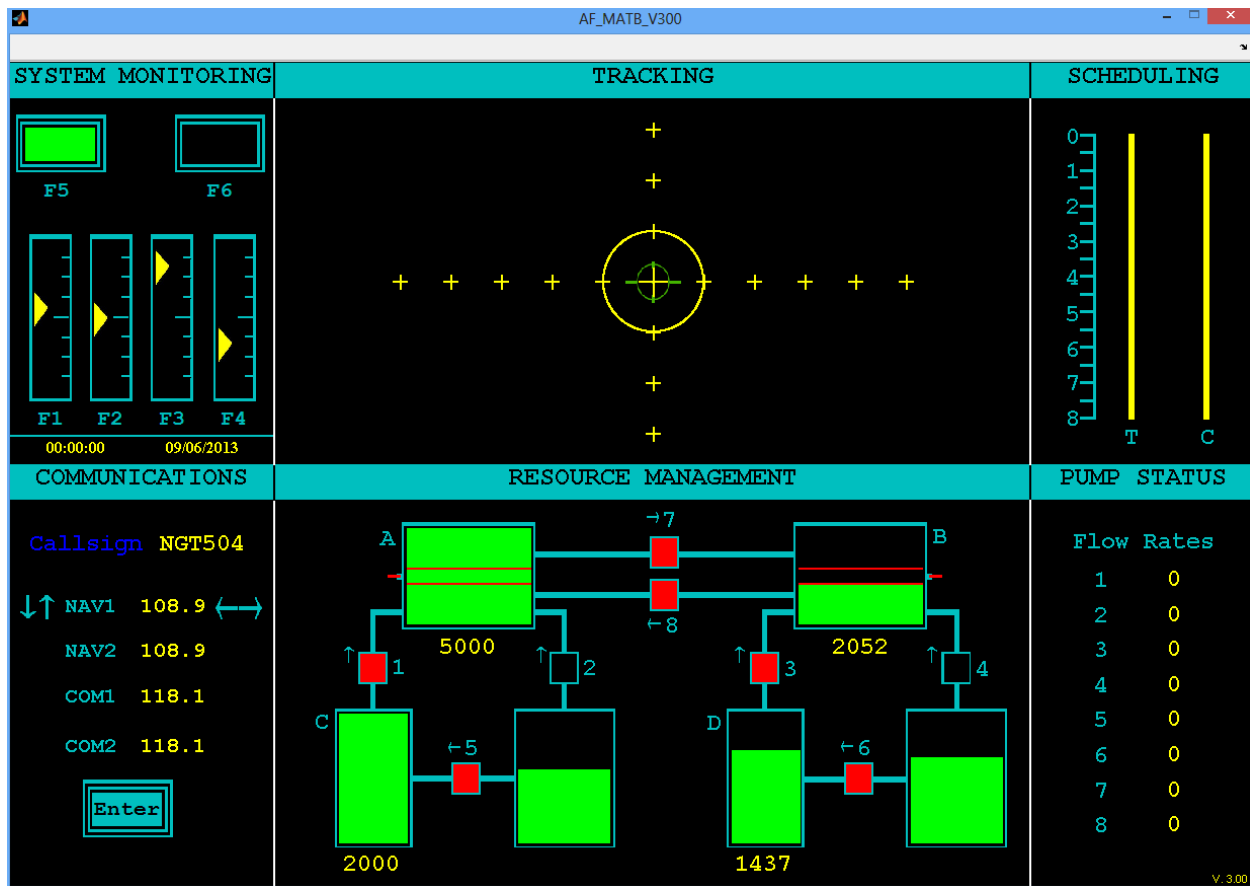 AF_MATB_V300
SYSTEM MONITORING
F5 F6
F1 F2 F3 F4
00:00:00 09/06/2013
TRACKING
SCHEDULING
0
1
2
3
4
5
6
7
8
T C
COMMUNICATIONS
Callsign NGT504
↓↑ NAV1 108.9 ←→
NAV2 108.9
COM1 118.1
COM2 118.1
Enter
RESOURCE MANAGEMENT
A →7 B
←8
5000 2052
↑ 1 ↑ 2 ↑ 3 ↑ 4
C D
←5 ←6
2000 1437
PUMP STATUS
Flow Rates
1 0
2 0
3 0
4 0
5 0
6 0
7 0
8 0
V. 3.00